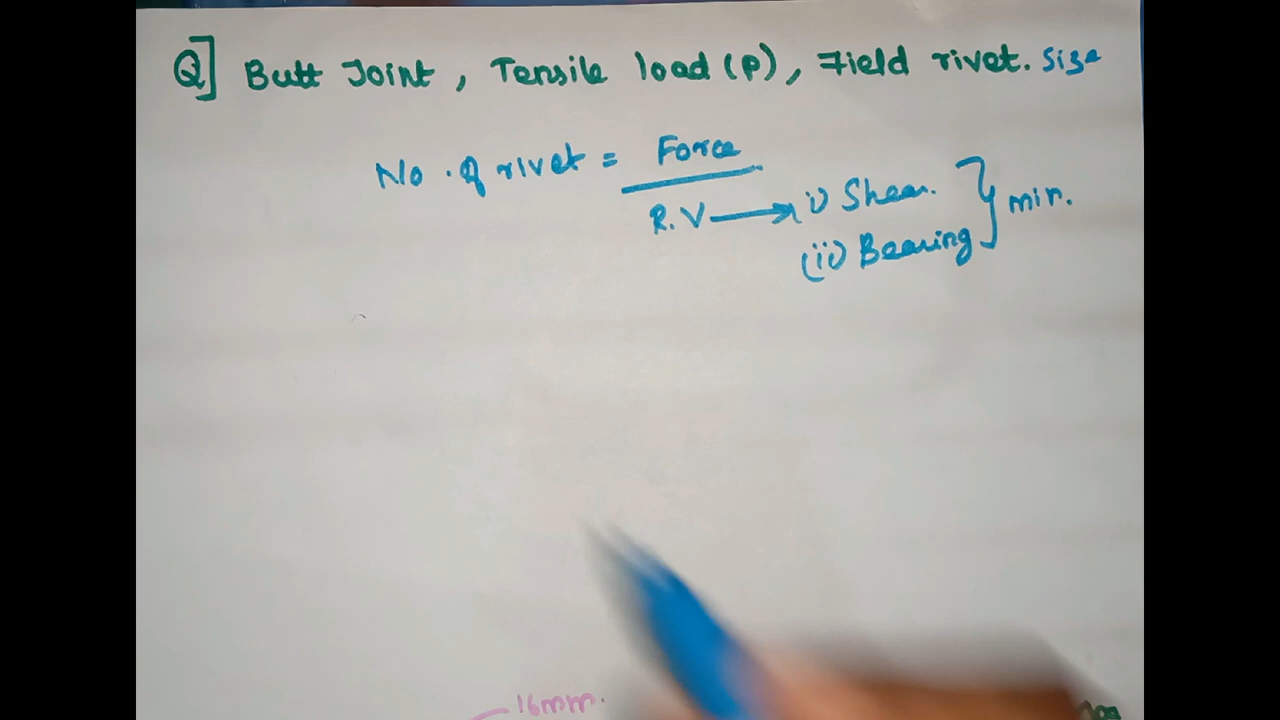 Q] Butt Joint, Tensile load (P), Field rivet. Size
No. of rivet = Force
R.V → i) Shear. } min.
(ii) Bearing
16mm.